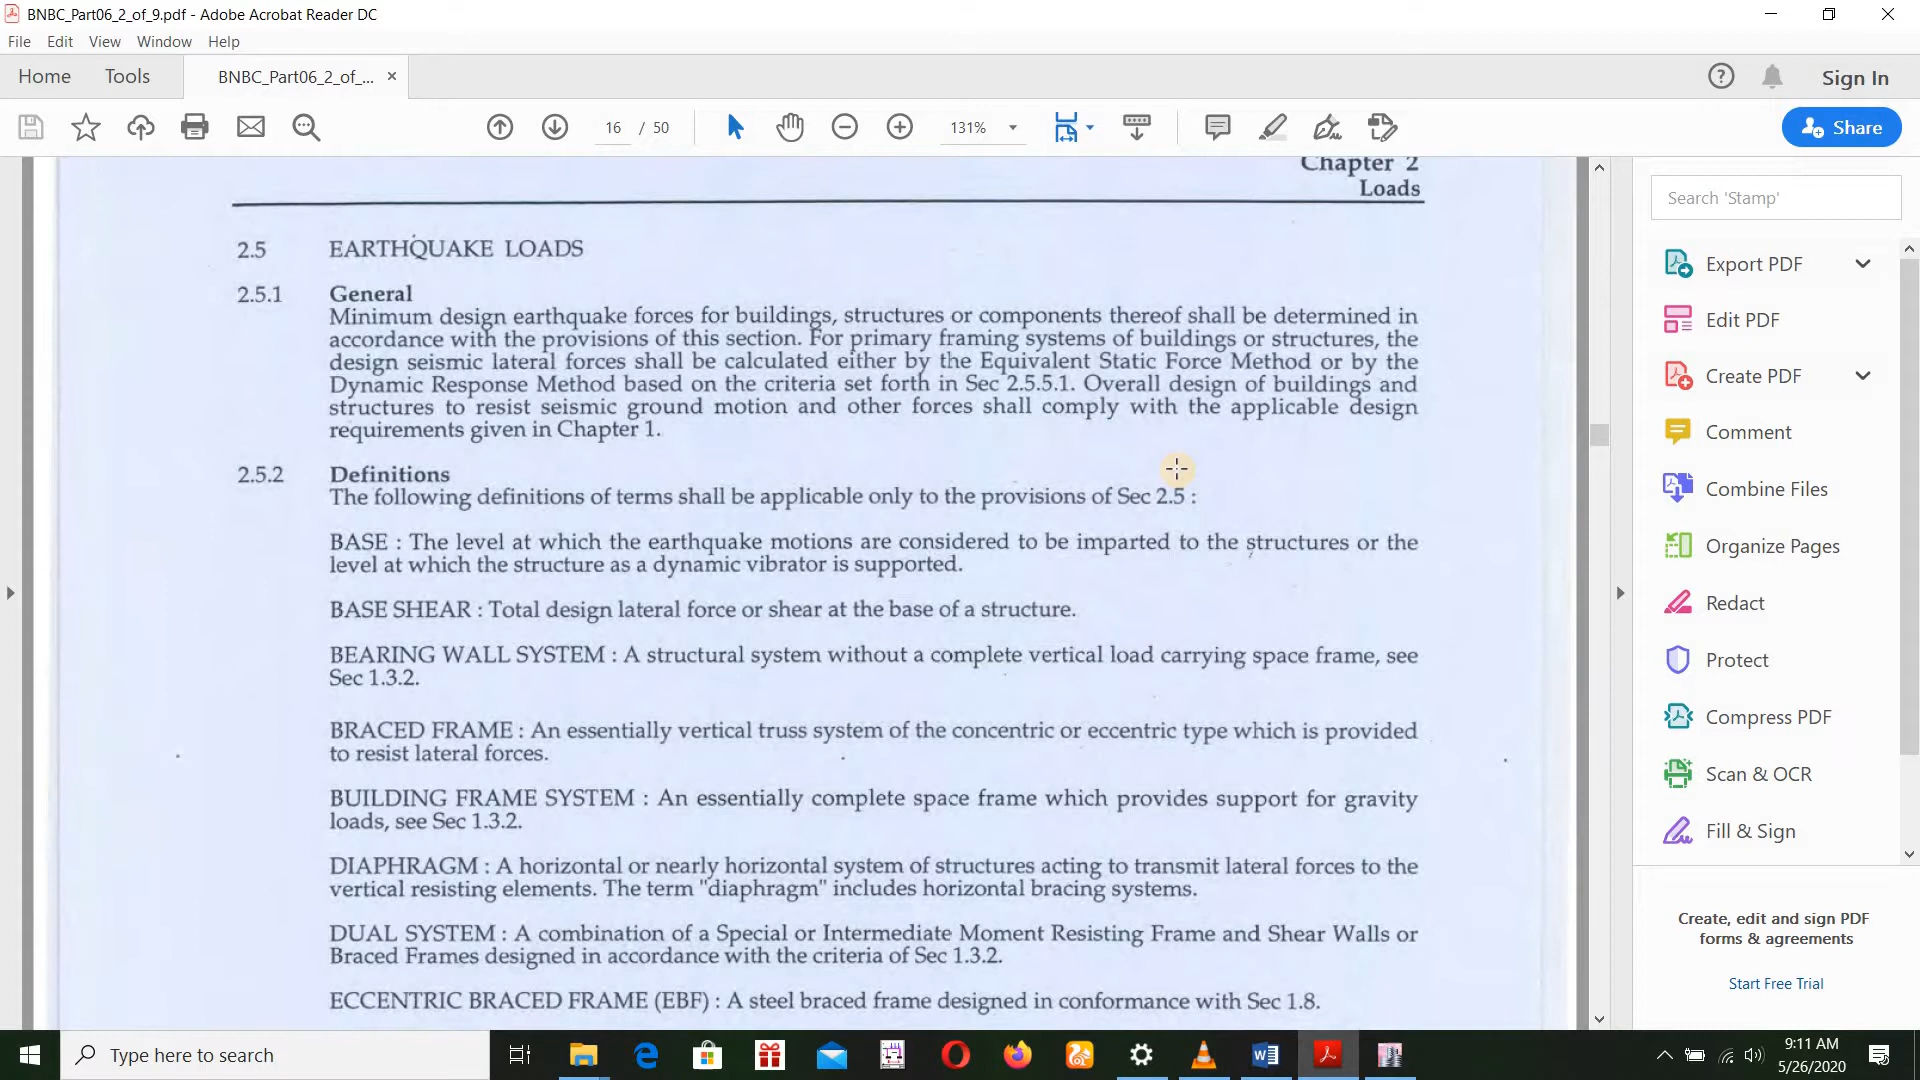 BNBC_Part06_2_of_9.pdf - Adobe Acrobat Reader DC
File Edit View Window Help
Home Tools BNBC_Part06_2_of_... × Sign In
16 / 50 131% Share
Chapter 2
Loads
2.5 EARTHQUAKE LOADS
2.5.1 General
Minimum design earthquake forces for buildings, structures or components thereof shall be determined in
accordance with the provisions of this section. For primary framing systems of buildings or structures, the
design seismic lateral forces shall be calculated either by the Equivalent Static Force Method or by the
Dynamic Response Method based on the criteria set forth in Sec 2.5.5.1. Overall design of buildings and
structures to resist seismic ground motion and other forces shall comply with the applicable design
requirements given in Chapter 1.
2.5.2 Definitions
The following definitions of terms shall be applicable only to the provisions of Sec 2.5 :
BASE : The level at which the earthquake motions are considered to be imparted to the structures or the
level at which the structure as a dynamic vibrator is supported.
BASE SHEAR : Total design lateral force or shear at the base of a structure.
BEARING WALL SYSTEM : A structural system without a complete vertical load carrying space frame, see
Sec 1.3.2.
BRACED FRAME : An essentially vertical truss system of the concentric or eccentric type which is provided
to resist lateral forces.
BUILDING FRAME SYSTEM : An essentially complete space frame which provides support for gravity
loads, see Sec 1.3.2.
DIAPHRAGM : A horizontal or nearly horizontal system of structures acting to transmit lateral forces to the
vertical resisting elements. The term "diaphragm" includes horizontal bracing systems.
DUAL SYSTEM : A combination of a Special or Intermediate Moment Resisting Frame and Shear Walls or
Braced Frames designed in accordance with the criteria of Sec 1.3.2.
ECCENTRIC BRACED FRAME (EBF) : A steel braced frame designed in conformance with Sec 1.8.
Search 'Stamp'
Export PDF
Edit PDF
Create PDF
Comment
Combine Files
Organize Pages
Redact
Protect
Compress PDF
Scan & OCR
Fill & Sign
Create, edit and sign PDF
forms & agreements
Start Free Trial
Type here to search
9:11 AM
5/26/2020